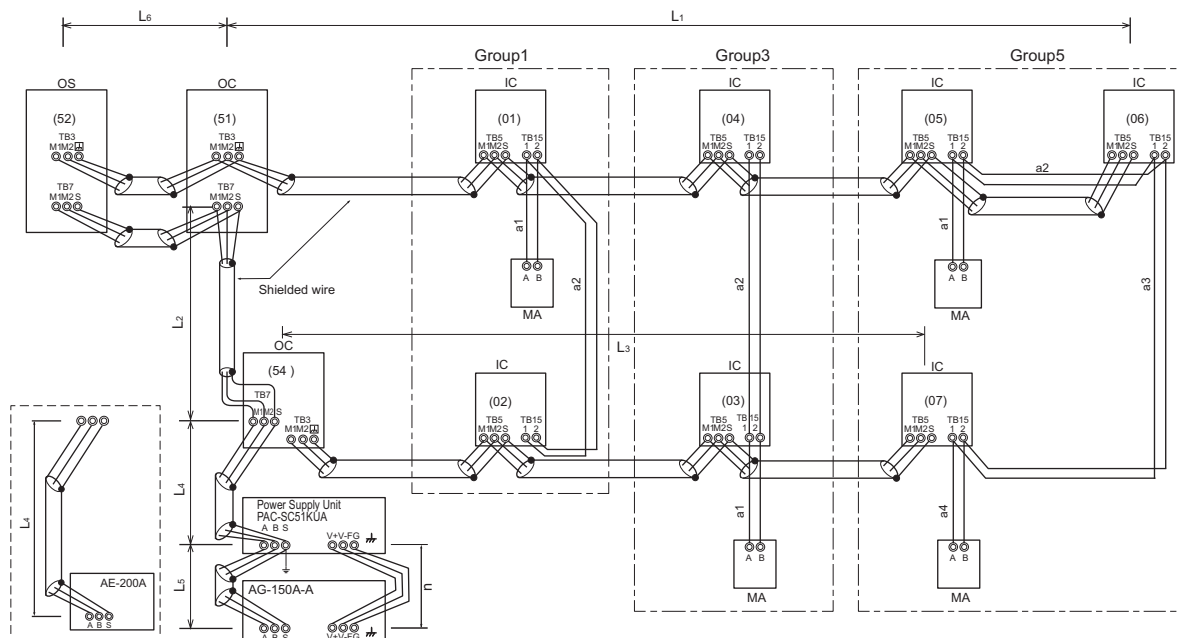 L6 L1
Group1 Group3 Group5
OS OC IC IC IC IC
(52) (51) (01) (04) (05) (06)
TB3 TB3 TB5 TB15 TB5 TB15 TB5 TB15 TB5 TB15
M1M2 M1M2 M1M2S 1 2 M1M2S 1 2 M1M2S 1 2 M1M2S 1 2
a2
TB7 TB7
M1M2S M1M2S
a1 a1
A B A B
Shielded wire
a2 a2 a3
MA MA
L2
L3
OC IC IC IC
(54 ) (02) (03) (07)
TB7
M1M2S
TB3 TB5 TB15 TB5 TB15 TB5 TB15
M1M2 M1M2S 1 2 M1M2S 1 2 M1M2S 1 2
L4 L4
a1 a4
Power Supply Unit
PAC-SC51KUA
A B S V+V-FG
A B A B
AE-200A
A B S
L5 n
AG-150A-A
MA MA
A B S V+V-FG